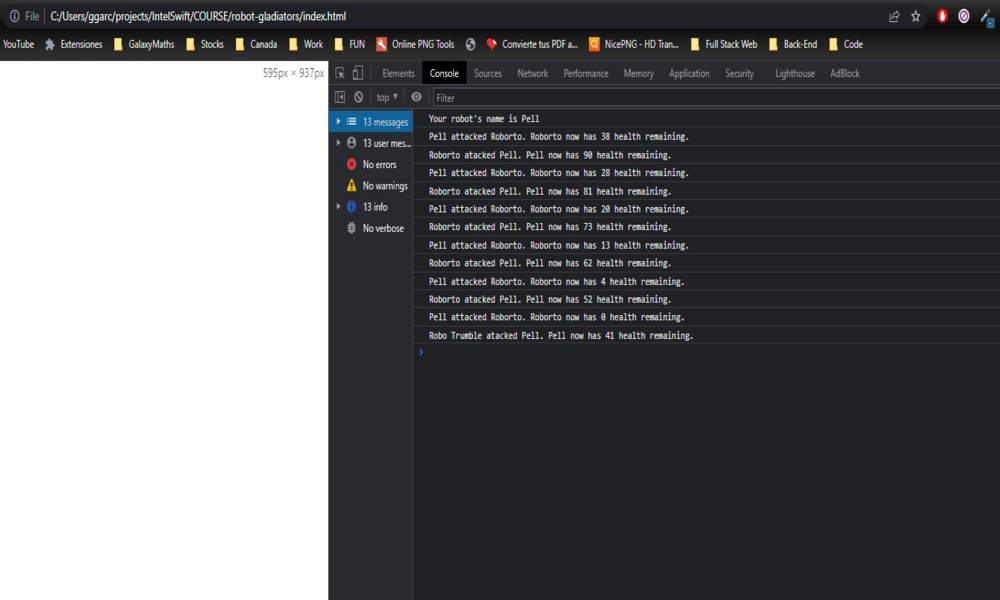 File C:/Users/ggarc/projects/IntelSwift/COURSE/robot-gladiators/index.html
YouTube Extensiones GalaxyMaths Stocks Canada Work FUN Online PNG Tools Convierte tus PDF a... NicePNG - HD Tran... Full Stack Web Back-End Code
595px × 937px Elements Console Sources Network Performance Memory Application Security Lighthouse AdBlock
top Filter
13 messages
13 user mes...
No errors
No warnings
13 info
No verbose
Your robot's name is Pell
Pell attacked Roborto. Roborto now has 38 health remaining.
Roborto atacked Pell. Pell now has 90 health remaining.
Pell attacked Roborto. Roborto now has 28 health remaining.
Roborto atacked Pell. Pell now has 81 health remaining.
Pell attacked Roborto. Roborto now has 20 health remaining.
Roborto atacked Pell. Pell now has 73 health remaining.
Pell attacked Roborto. Roborto now has 13 health remaining.
Roborto atacked Pell. Pell now has 62 health remaining.
Pell attacked Roborto. Roborto now has 4 health remaining.
Roborto atacked Pell. Pell now has 52 health remaining.
Pell attacked Roborto. Roborto now has 0 health remaining.
Robo Trumble atacked Pell. Pell now has 41 health remaining.